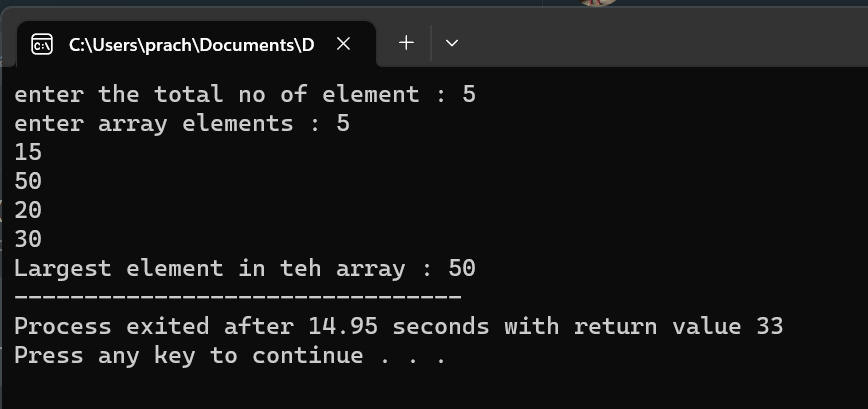 C:\Users\prach\Documents\D
enter the total no of element : 5
enter array elements : 5
15
50
20
30
Largest element in teh array : 50
--------------------------------
Process exited after 14.95 seconds with return value 33
Press any key to continue . . .